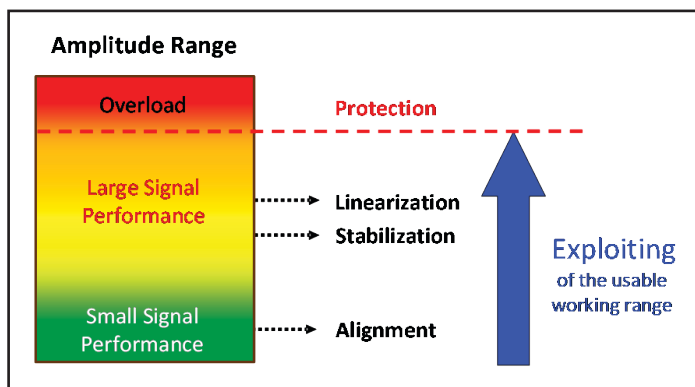 Amplitude Range
Overload
Protection
Large Signal
Performance
Linearization
Stabilization
Exploiting
of the usable
working range
Small Signal
Performance
Alignment